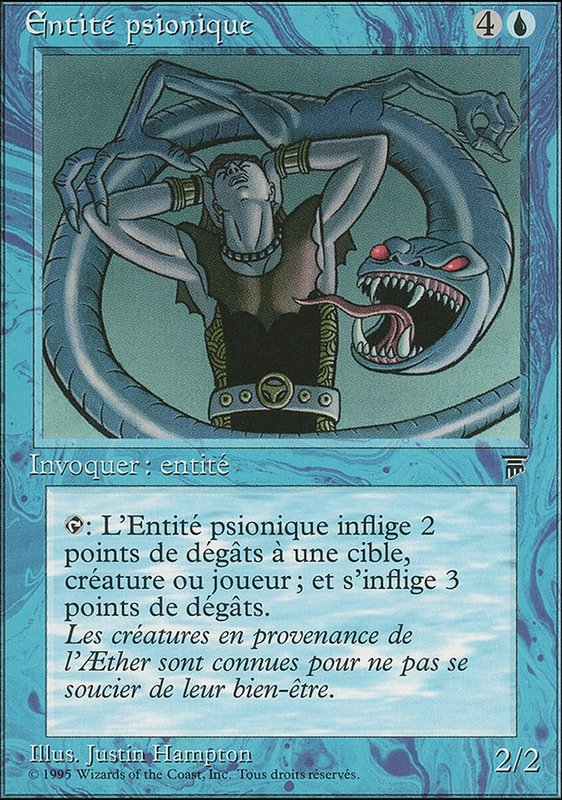 Entité psionique 4
Invoquer : entité
: L'Entité psionique inflige 2
points de dégâts à une cible,
créature ou joueur ; et s'inflige 3
points de dégâts.
Les créatures en provenance de
l'Æther sont connues pour ne pas se
soucier de leur bien-être.
Illus. Justin Hampton
2/2
© 1995 Wizards of the Coast, Inc. Tous droits réservés.